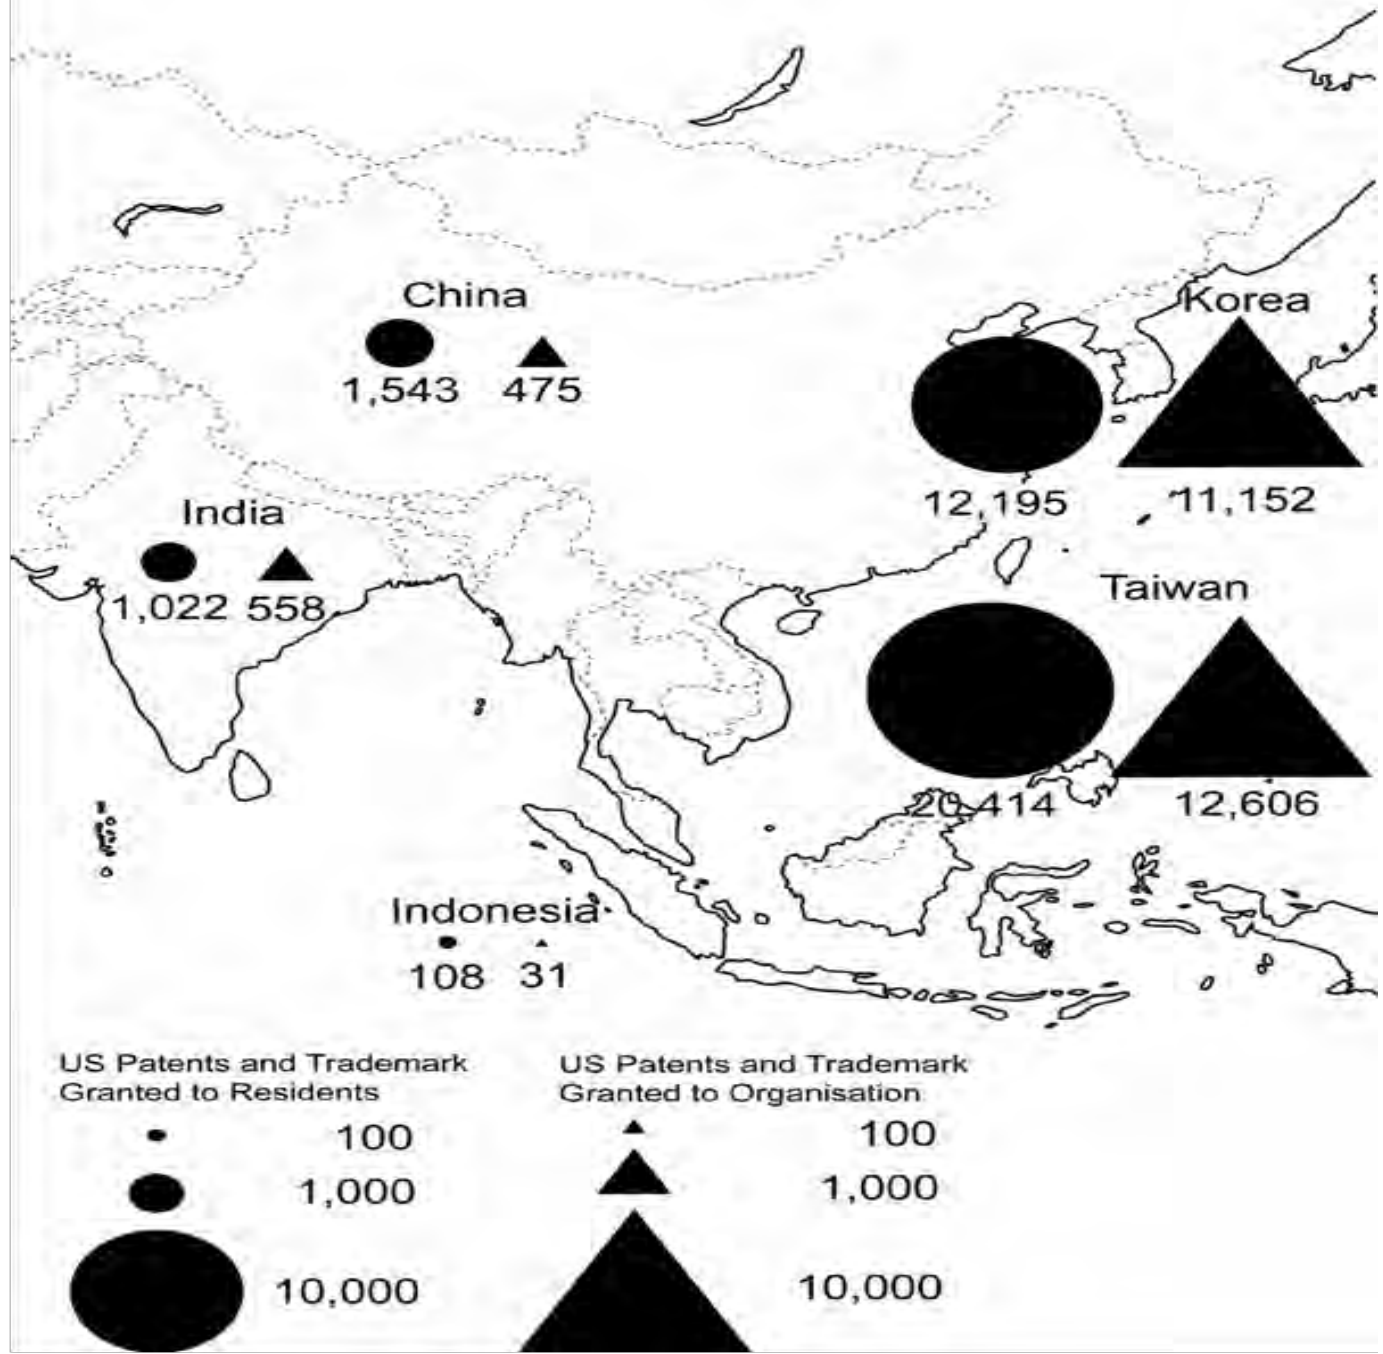 China
1,543 475
Korea
12,195 11,152
India
1,022 558
Taiwan
20,414 12,606
Indonesia
108 31
US Patents and Trademark
Granted to Residents
100
1,000
10,000
US Patents and Trademark
Granted to Organisation
100
1,000
10,000